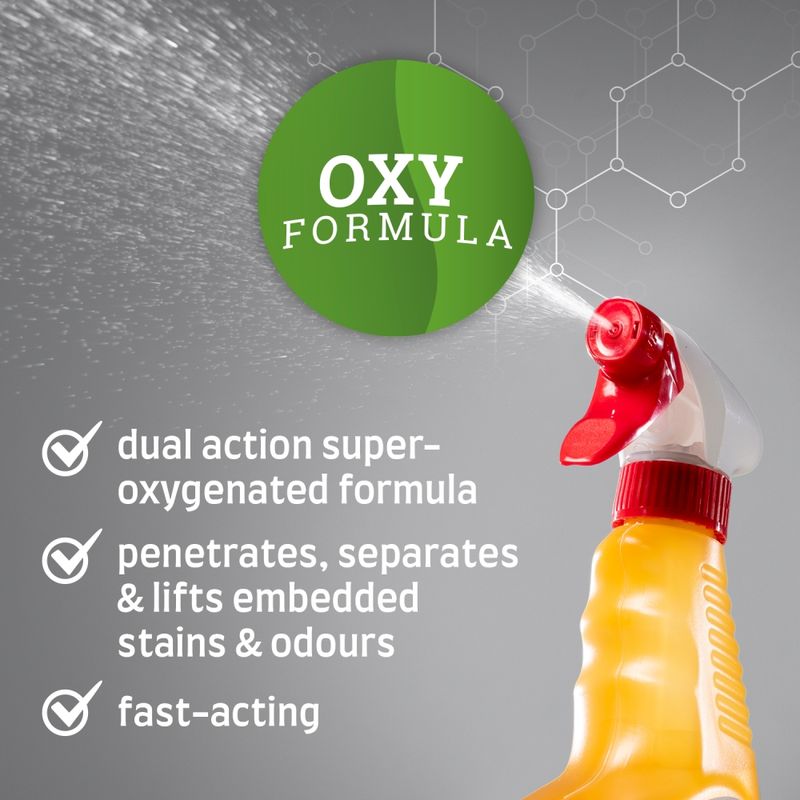 OXY
FORMULA
dual action super-
oxygenated formula
penetrates, separates
& lifts embedded
stains & odours
fast-acting